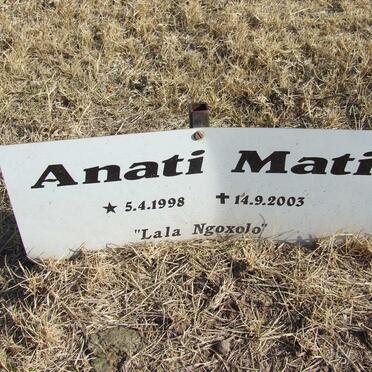 Anati Mati
★ 5.4.1998 ✝ 14.9.2003
"Lala Ngoxolo"